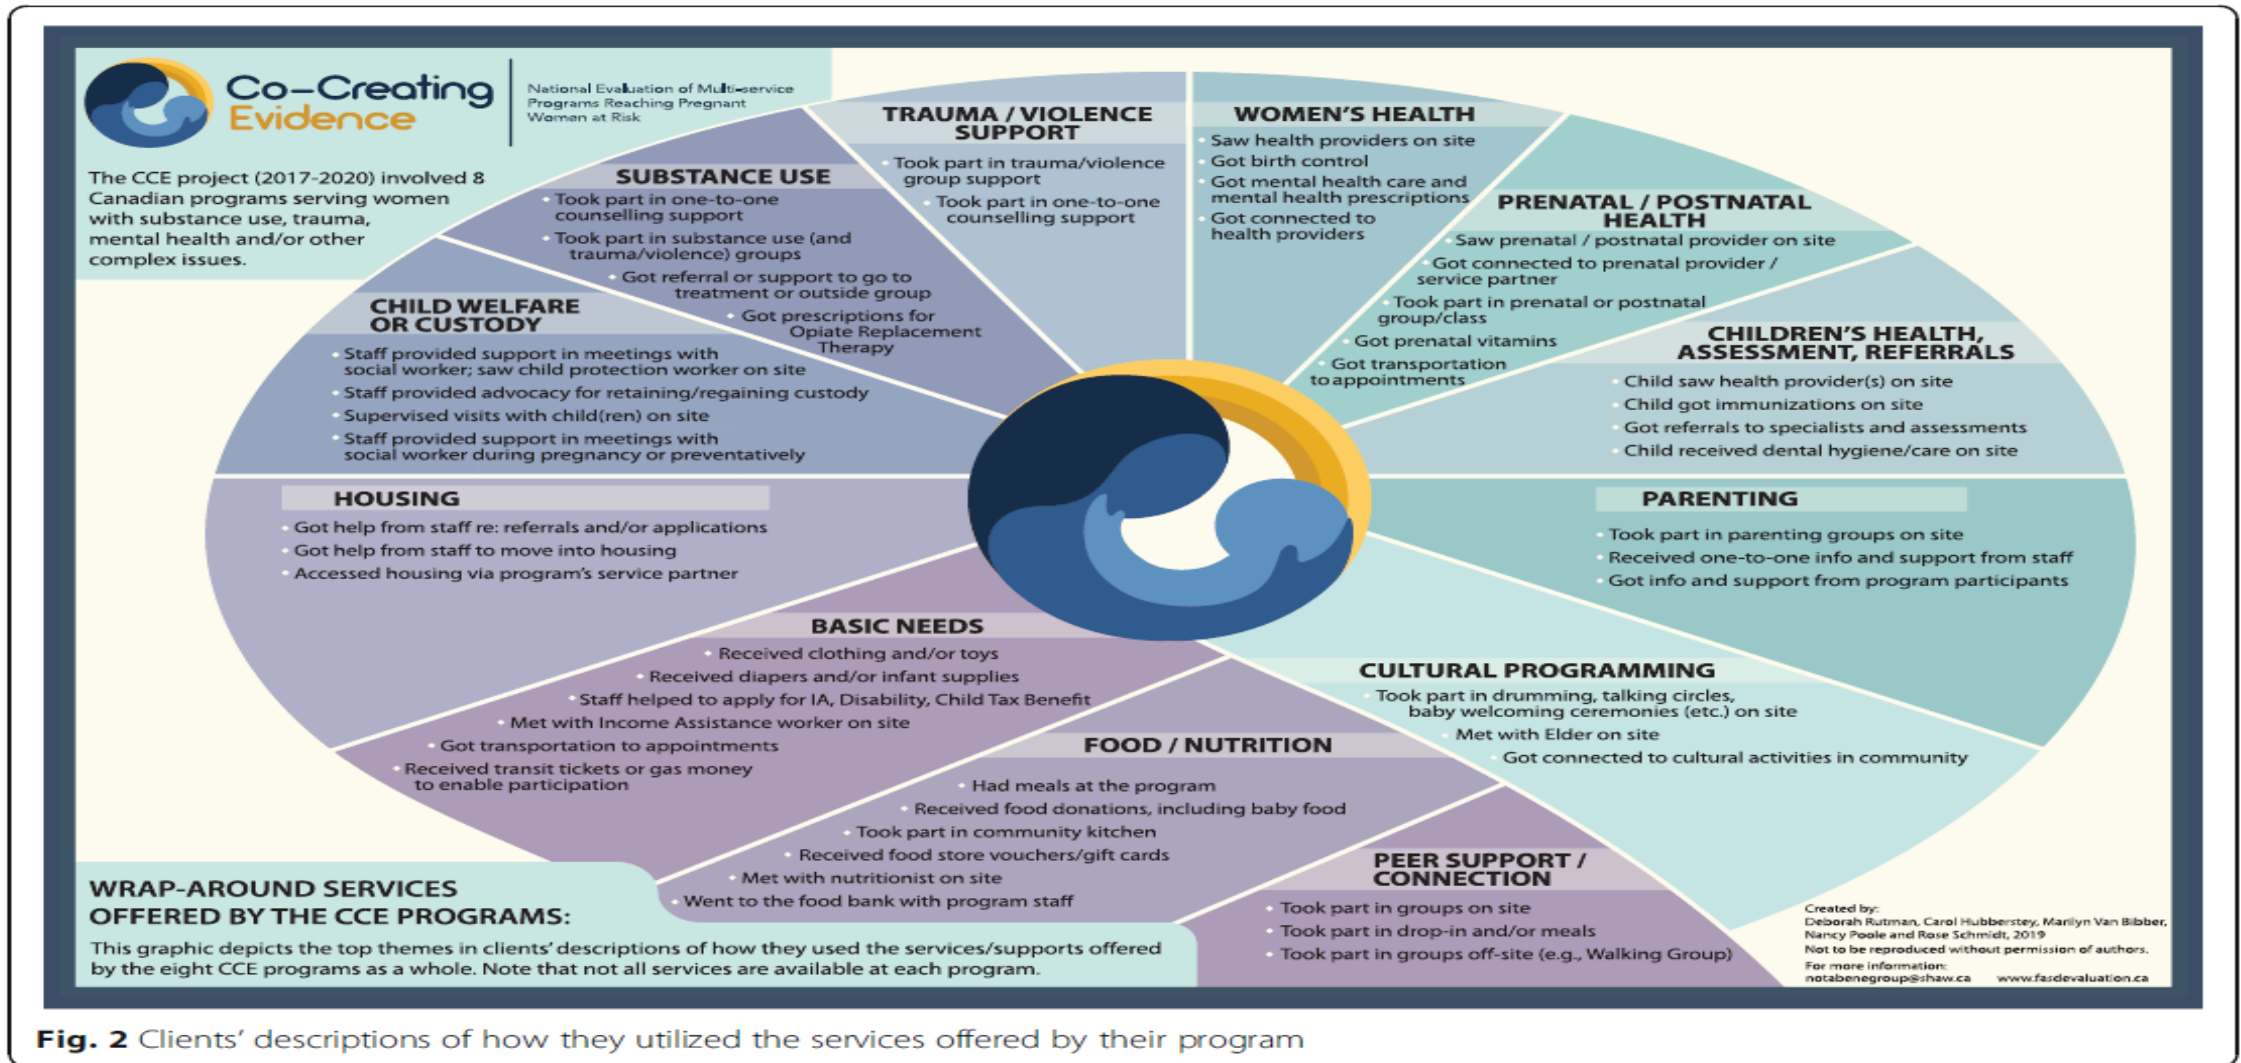 Co–Creating
Evidence
National Evaluation of Multi-service
Programs Reaching Pregnant
Women at Risk
The CCE project (2017-2020) involved 8
Canadian programs serving women
with substance use, trauma,
mental health and/or other
complex issues.
TRAUMA / VIOLENCE
SUPPORT
• Took part in trauma/violence
group support
• Took part in one-to-one
counselling support
WOMEN'S HEALTH
• Saw health providers on site
• Got birth control
• Got mental health care and
mental health prescriptions
• Got connected to
health providers
PRENATAL / POSTNATAL
HEALTH
• Saw prenatal / postnatal provider on site
• Got connected to prenatal provider /
service partner
• Took part in prenatal or postnatal
group/class
• Got prenatal vitamins
• Got transportation
to appointments
CHILDREN'S HEALTH,
ASSESSMENT, REFERRALS
• Child saw health provider(s) on site
• Child got immunizations on site
• Got referrals to specialists and assessments
• Child received dental hygiene/care on site
PARENTING
• Took part in parenting groups on site
• Received one-to-one info and support from staff
• Got info and support from program participants
CULTURAL PROGRAMMING
• Took part in drumming, talking circles,
baby welcoming ceremonies (etc.) on site
• Met with Elder on site
• Got connected to cultural activities in community
PEER SUPPORT /
CONNECTION
• Took part in groups on site
• Took part in drop-in and/or meals
• Took part in groups off-site (e.g., Walking Group)
FOOD / NUTRITION
• Had meals at the program
• Received food donations, including baby food
• Took part in community kitchen
• Received food store vouchers/gift cards
• Met with nutritionist on site
• Went to the food bank with program staff
BASIC NEEDS
• Received clothing and/or toys
• Received diapers and/or infant supplies
• Staff helped to apply for IA, Disability, Child Tax Benefit
• Met with Income Assistance worker on site
• Got transportation to appointments
• Received transit tickets or gas money
to enable participation
HOUSING
• Got help from staff re: referrals and/or applications
• Got help from staff to move into housing
• Accessed housing via program's service partner
CHILD WELFARE
OR CUSTODY
• Staff provided support in meetings with
social worker; saw child protection worker on site
• Staff provided advocacy for retaining/regaining custody
• Supervised visits with child(ren) on site
• Staff provided support in meetings with
social worker during pregnancy or preventatively
SUBSTANCE USE
• Took part in one-to-one
counselling support
• Took part in substance use (and
trauma/violence) groups
• Got referral or support to go to
treatment or outside group
• Got prescriptions for
Opiate Replacement
Therapy
WRAP-AROUND SERVICES
OFFERED BY THE CCE PROGRAMS:
This graphic depicts the top themes in clients' descriptions of how they used the services/supports offered
by the eight CCE programs as a whole. Note that not all services are available at each program.
Created by:
Deborah Rutman, Carol Hubberstey, Marilyn Van Bibber,
Nancy Poole and Rose Schmidt, 2019
Not to be reproduced without permission of authors.
For more information:
notabenegroup@shaw.ca www.fasdevaluation.ca
Fig. 2 Clients' descriptions of how they utilized the services offered by their program